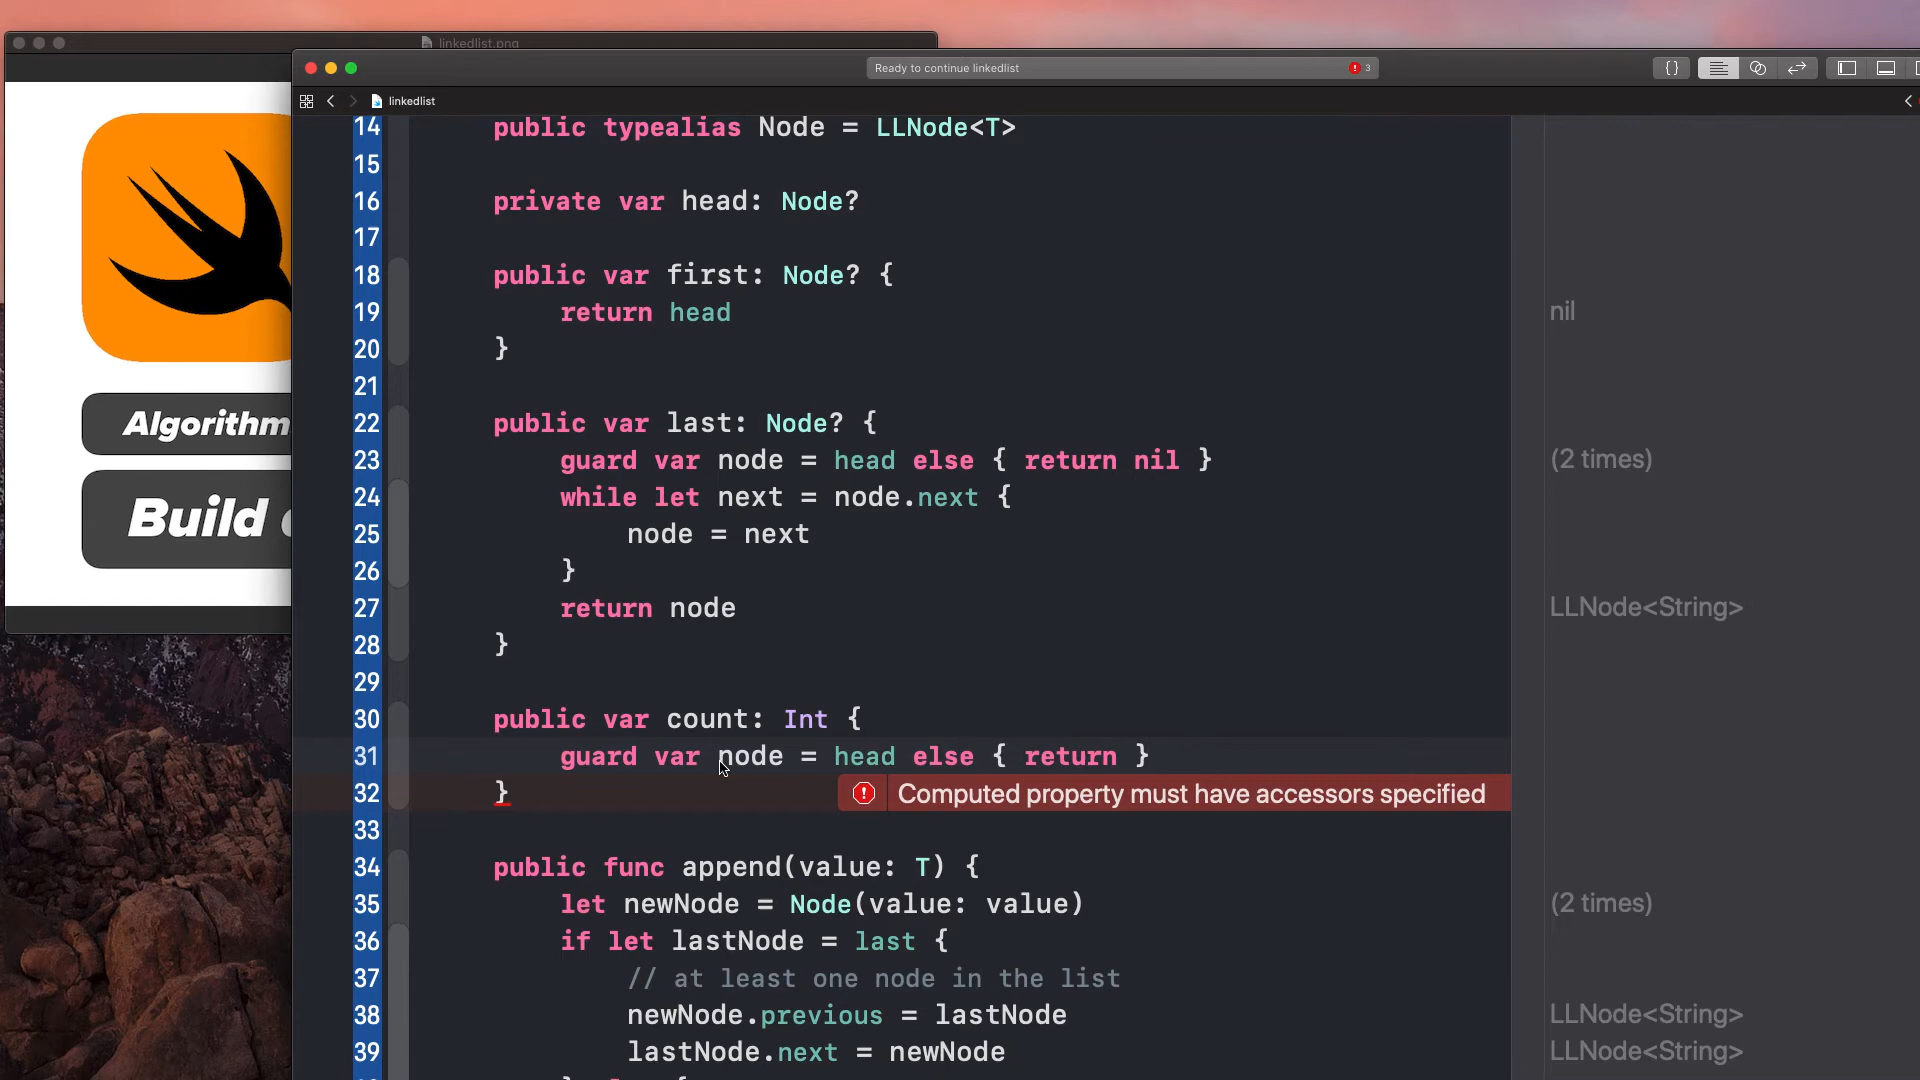 linkedlist.png
Ready to continue linkedlist
3
{}
linkedlist
Algorithm
Build
14 public typealias Node = LLNode<T>
15
16 private var head: Node?
17
18 public var first: Node? {
19 return head
nil
20 }
21
22 public var last: Node? {
23 guard var node = head else { return nil }
(2 times)
24 while let next = node.next {
25 node = next
26 }
27 return node
LLNode<String>
28 }
29
30 public var count: Int {
31 guard var node = head else { return }
32 }
Computed property must have accessors specified
33
34 public func append(value: T) {
35 let newNode = Node(value: value)
(2 times)
36 if let lastNode = last {
37 // at least one node in the list
38 newNode.previous = lastNode
LLNode<String>
39 lastNode.next = newNode
LLNode<String>